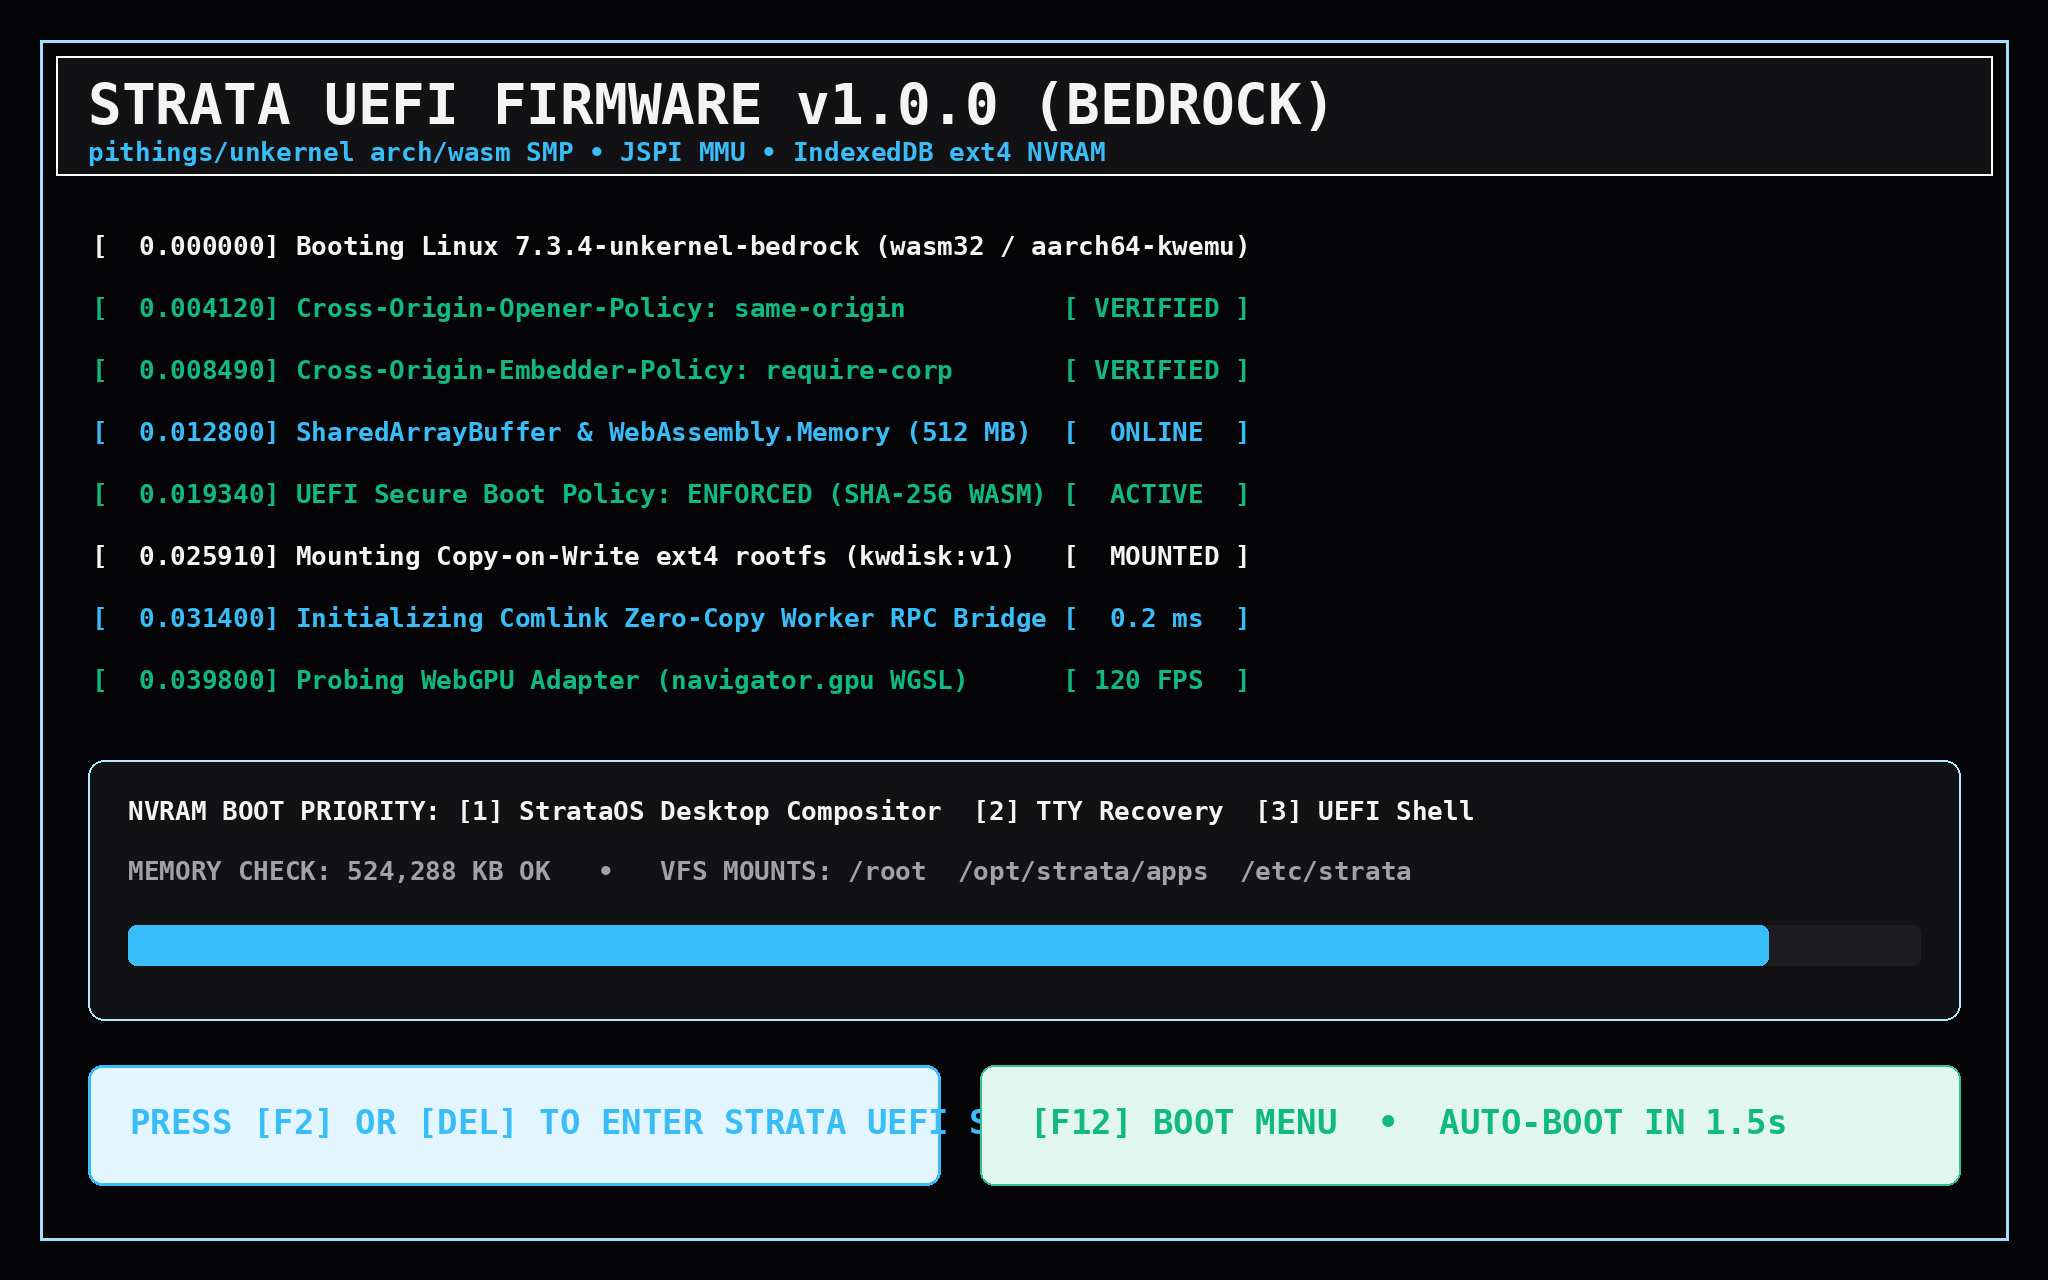 STRATA UEFI FIRMWARE v1.0.0 (BEDROCK)
pithings/unkernel arch/wasm SMP • JSPI MMU • IndexedDB ext4 NVRAM
[  0.000000] Booting Linux 7.3.4-unkernel-bedrock (wasm32 / aarch64-kwemu)
[  0.004120] Cross-Origin-Opener-Policy: same-origin          [ VERIFIED ]
[  0.008490] Cross-Origin-Embedder-Policy: require-corp       [ VERIFIED ]
[  0.012800] SharedArrayBuffer & WebAssembly.Memory (512 MB)  [  ONLINE  ]
[  0.019340] UEFI Secure Boot Policy: ENFORCED (SHA-256 WASM) [  ACTIVE  ]
[  0.025910] Mounting Copy-on-Write ext4 rootfs (kwdisk:v1)   [  MOUNTED ]
[  0.031400] Initializing Comlink Zero-Copy Worker RPC Bridge [  0.2 ms  ]
[  0.039800] Probing WebGPU Adapter (navigator.gpu WGSL)      [ 120 FPS  ]
NVRAM BOOT PRIORITY: [1] StrataOS Desktop Compositor  [2] TTY Recovery  [3] UEFI Shell
MEMORY CHECK: 524,288 KB OK   •   VFS MOUNTS: /root  /opt/strata/apps  /etc/strata
PRESS [F2] OR [DEL] TO ENTER STRATA UEFI
[F12] BOOT MENU  •  AUTO-BOOT IN 1.5s